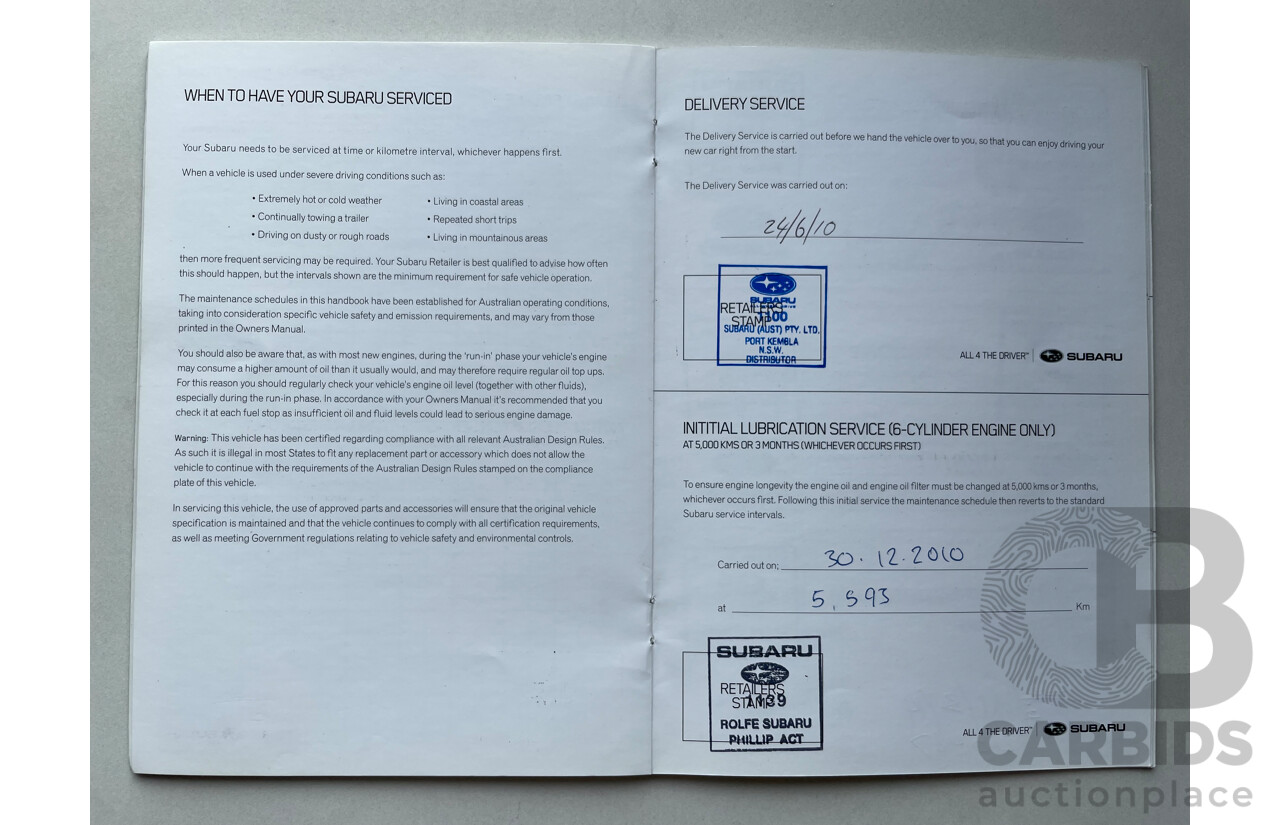 WHEN TO HAVE YOUR SUBARU SERVICED
Your Subaru needs to be serviced at time or kilometre interval, whichever happens first.
When a vehicle is used under severe driving conditions such as:
• Extremely hot or cold weather
• Continually towing a trailer
• Driving on dusty or rough roads
• Living in coastal areas
• Repeated short trips
• Living in mountainous areas
then more frequent servicing may be required. Your Subaru Retailer is best qualified to advise how often
this should happen, but the intervals shown are the minimum requirement for safe vehicle operation.
The maintenance schedules in this handbook have been established for Australian operating conditions,
taking into consideration specific vehicle safety and emission requirements, and may vary from those
printed in the Owners Manual.
You should also be aware that, as with most new engines, during the 'run-in' phase your vehicle's engine
may consume a higher amount of oil than it usually would, and may therefore require regular oil top ups.
For this reason you should regularly check your vehicle's engine oil level (together with other fluids),
especially during the run-in phase. In accordance with your Owners Manual it's recommended that you
check it at each fuel stop as insufficient oil and fluid levels could lead to serious engine damage.
Warning: This vehicle has been certified regarding compliance with all relevant Australian Design Rules.
As such it is illegal in most States to fit any replacement part or accessory which does not allow the
vehicle to continue with the requirements of the Australian Design Rules stamped on the compliance
plate of this vehicle.
In servicing this vehicle, the use of approved parts and accessories will ensure that the original vehicle
specification is maintained and that the vehicle continues to comply with all certification requirements,
as well as meeting Government regulations relating to vehicle safety and environmental controls.
DELIVERY SERVICE
The Delivery Service is carried out before we hand the vehicle over to you, so that you can enjoy driving your
new car right from the start.
The Delivery Service was carried out on:
24/6/10
SUBARU
RETAILERS
STAMP
SUBARU (AUST) PTY. LTD.
PORT KEMBLA
N.S.W.
DISTRIBUTOR
ALL 4 THE DRIVER™ SUBARU
INITITIAL LUBRICATION SERVICE (6-CYLINDER ENGINE ONLY)
AT 5,000 KMS OR 3 MONTHS (WHICHEVER OCCURS FIRST)
To ensure engine longevity the engine oil and engine oil filter must be changed at 5,000 kms or 3 months,
whichever occurs first. Following this initial service the maintenance schedule then reverts to the standard
Subaru service intervals.
Carried out on; 30.12.2010
at 5,593 Km
SUBARU
RETAILERS
STAMP 1139
ROLFE SUBARU
PHILLIP ACT
ALL 4 THE DRIVER™ SUBARU
CB
CARBIDS
auctionplace